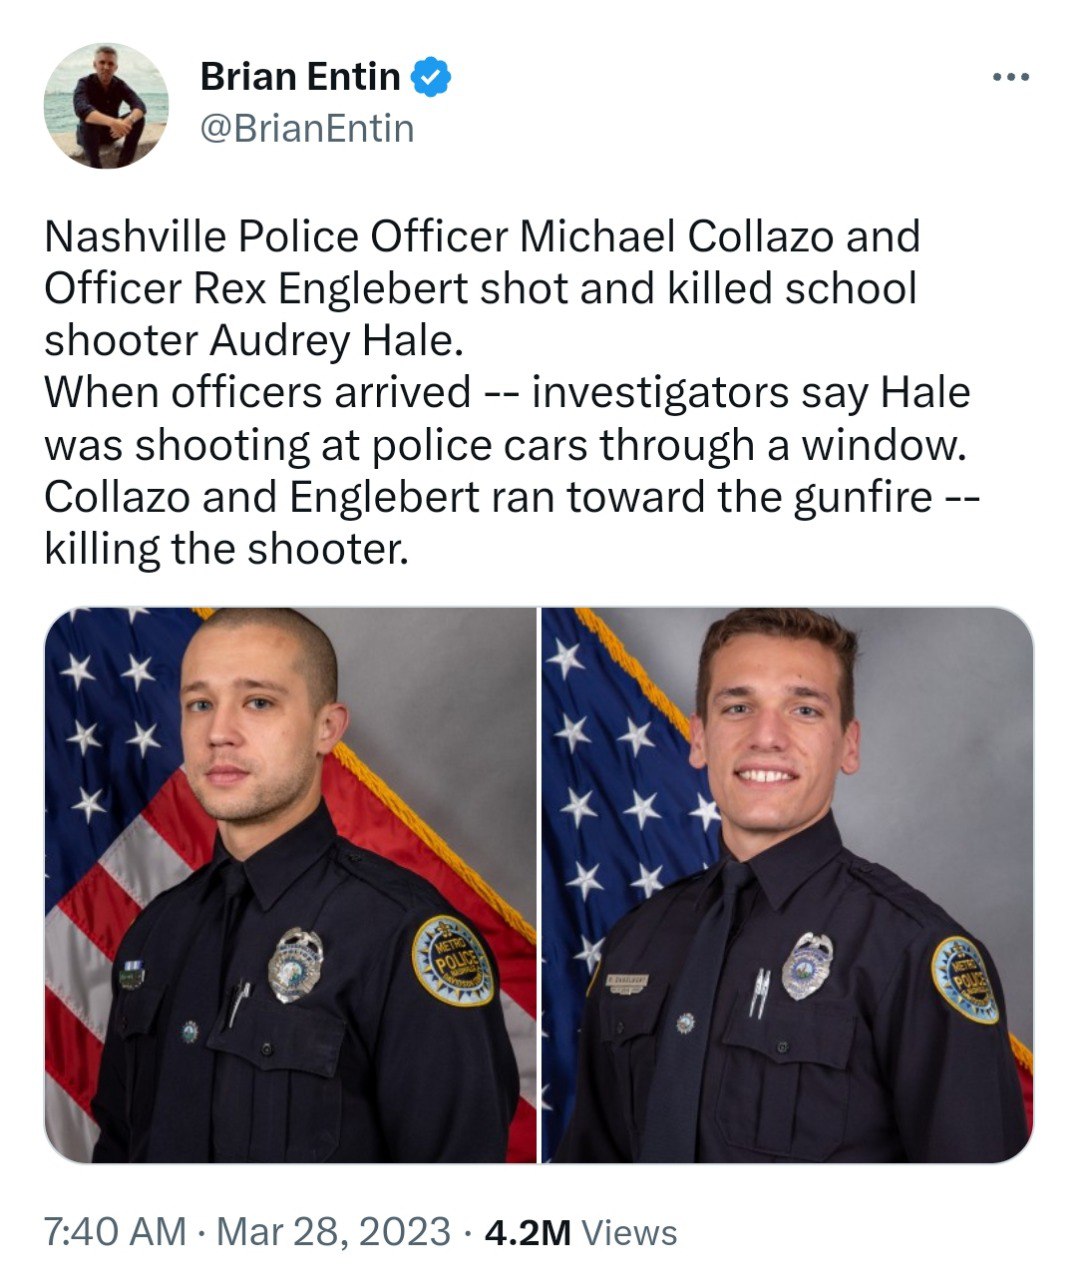 Brian Entin
@BrianEntin
Nashville Police Officer Michael Collazo and
Officer Rex Englebert shot and killed school
shooter Audrey Hale.
When officers arrived -- investigators say Hale
was shooting at police cars through a window.
Collazo and Englebert ran toward the gunfire --
killing the shooter.
METRO
POLICE
METRO
POLICE
7:40 AM · Mar 28, 2023 · 4.2M Views